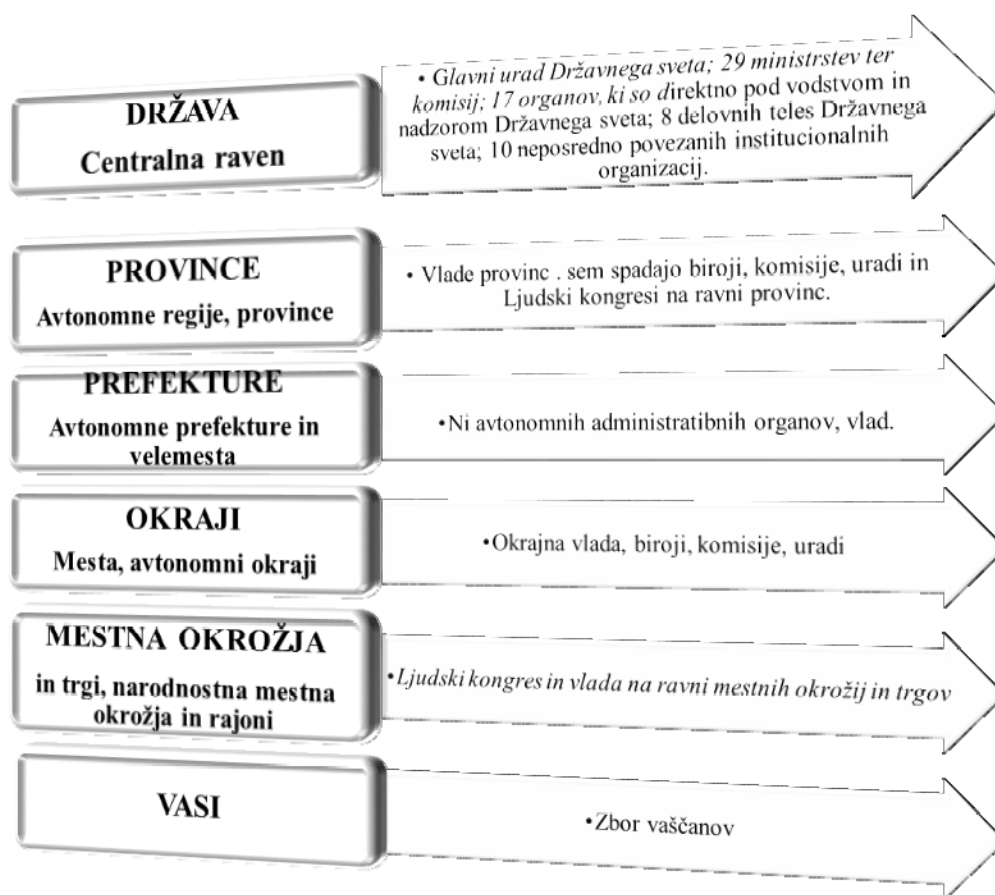 DRŽAVA
Centralna raven
• Glavni urad Državnega sveta; 29 ministrstev ter
komisij; 17 organov, ki so direktno pod vodstvom in
nadzorom Državnega sveta; 8 delovnih teles Državnega
sveta; 10 neposredno povezanih institucionalnih
organizacij.
PROVINCE
Avtonomne regije, province
• Vlade provinc . sem spadajo biroji, komisije, uradi in
Ljudski kongresi na ravni provinc.
PREFEKTURE
Avtonomne prefekture in
velemesta
•Ni avtonomnih administratibnih organov, vlad.
OKRAJI
Mesta, avtonomni okraji
•Okrajna vlada, biroji, komisije, uradi
MESTNA OKROŽJA
in trgi, narodnostna mestna
okrožja in rajoni
•Ljudski kongres in vlada na ravni mestnih okrožij in trgov
VASI
•Zbor vaščanov